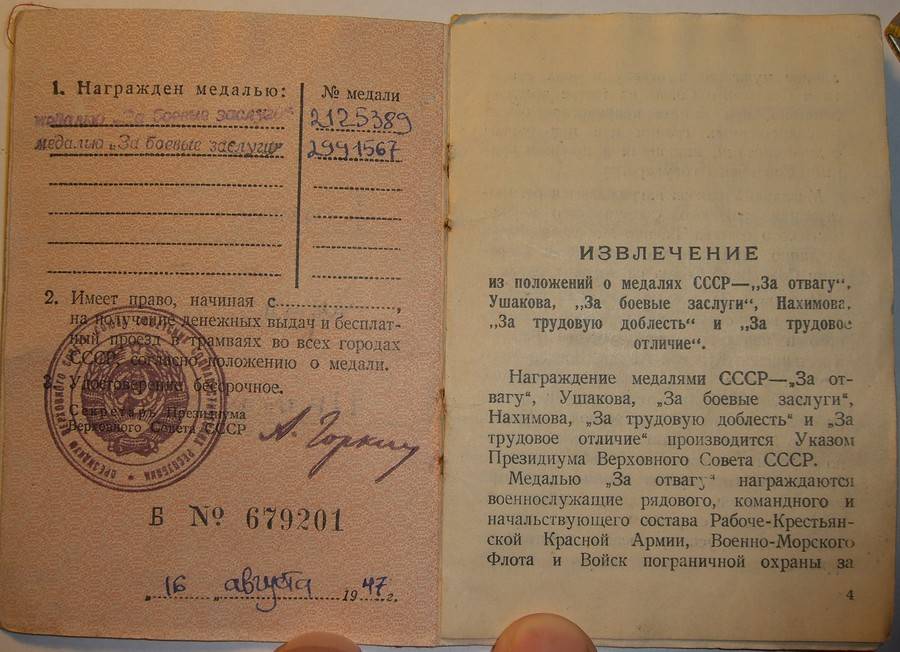 1. Награжден медалью:
№ медали
медалью „За боевые заслуги“
2125389
медалью „За боевые заслуги“
2991567
2. Имеет право, начиная с
на получение денежных выдач и бесплат-
ный проезд в трамваях во всех городах
СССР согласно положению о медали.
3. Удостоверение бессрочное.
Секретарь Президиума
Верховного Совета СССР
А. Горкин
Б № 679201
„16 „ августа 1947 г.
ИЗВЛЕЧЕНИЕ
из положений о медалях СССР—„За отвагу“,
Ушакова, „За боевые заслуги“, Нахимова,
„За трудовую доблесть“ и „За трудовое
отличие“.
Награждение медалями СССР—„За от-
вагу“, Ушакова, „За боевые заслуги“,
Нахимова, „За трудовую доблесть“ и „За
трудовое отличие“ производится Указом
Президиума Верховного Совета СССР.
Медалью „За отвагу“ награждаются
военнослужащие рядового, командного и
начальствующего состава Рабоче-Крестьян-
ской Красной Армии, Военно-Морского
Флота и Войск пограничной охраны за
4